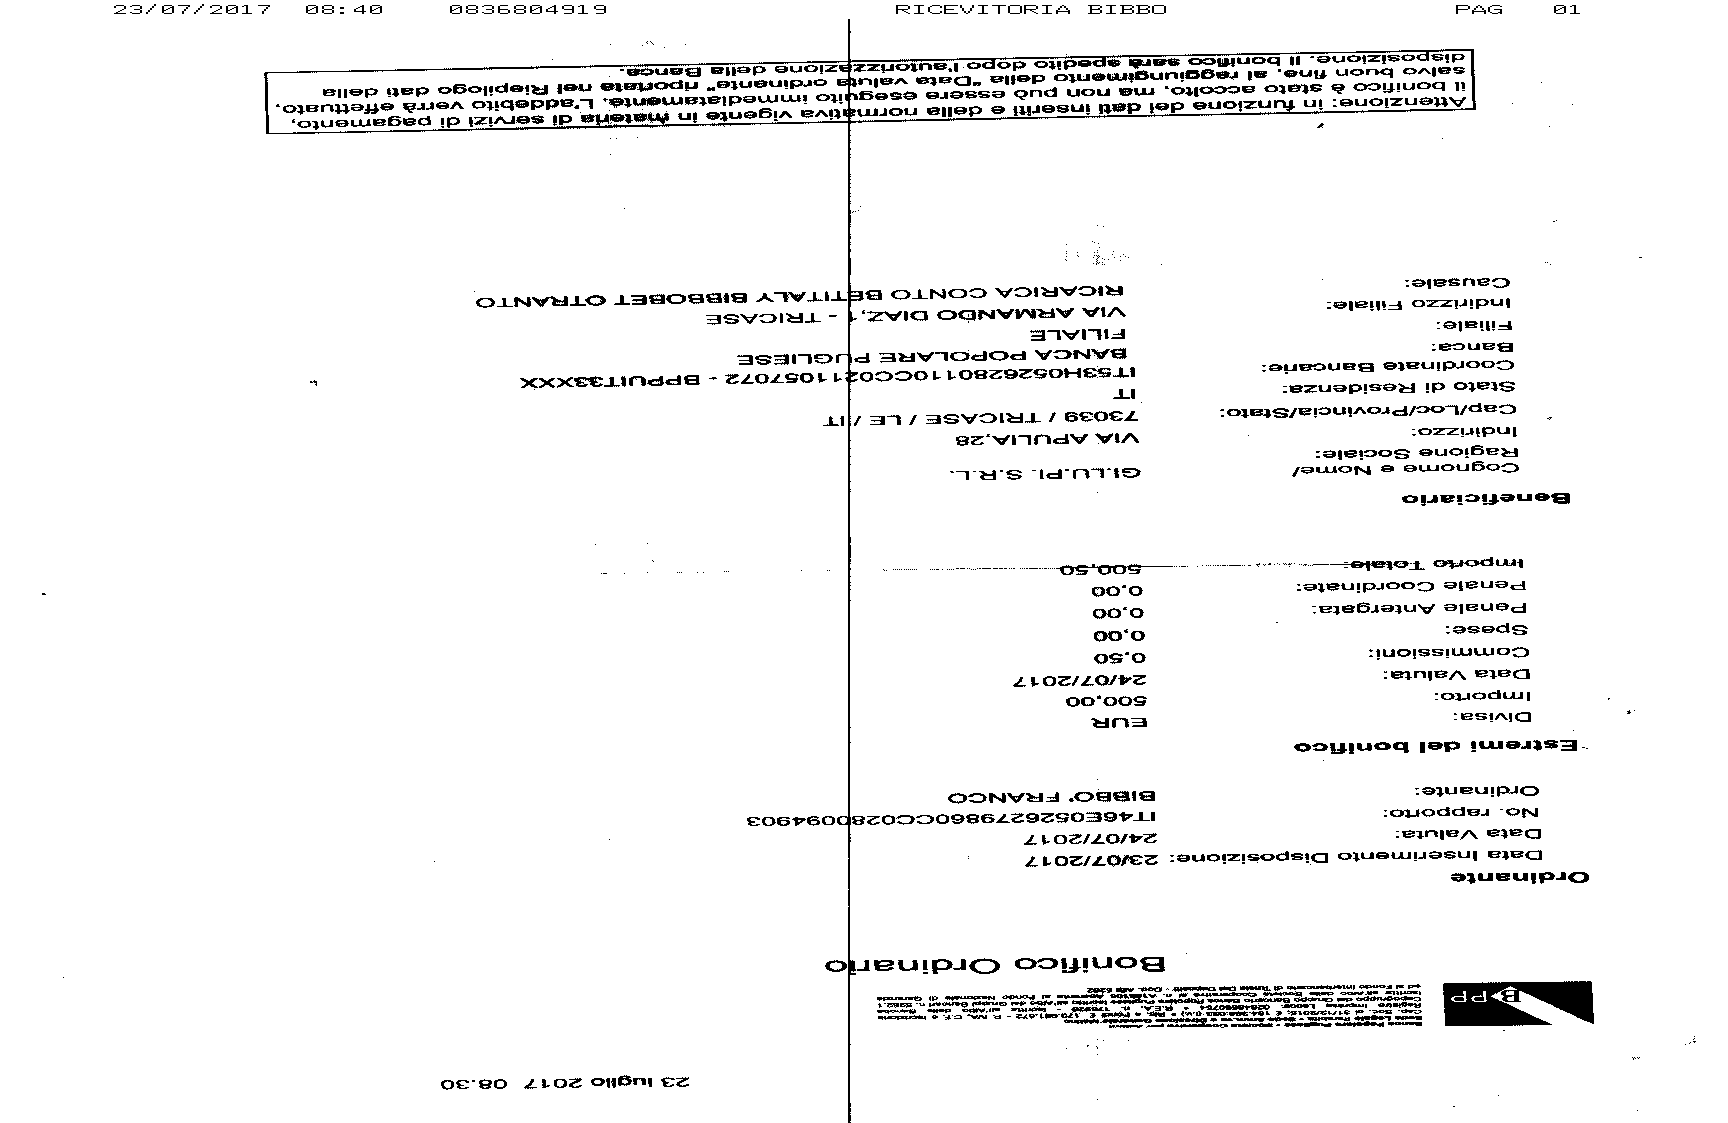 23/07/2017 08:40 0836804919 RICEVITORIA BIBBO PAG 01
23 luglio 2017 08.30
BPP
Bonifico Ordinario
Ordinante
Data Inserimento Disposizione: 23/07/2017
Data Valuta: 24/07/2017
No. rapporto: IT46E0526279860CC0280094903
Ordinante: BIBBO' FRANCO
Estremi del bonifico
Divisa: EUR
Importo: 500,00
Data Valuta: 24/07/2017
Commissioni: 0,50
Spese: 0,00
Penale Antergata: 0,00
Penale Coordinate: 0,00
Importo Totale: 500,50
Beneficiario
Cognome e Nome/ GI.LU.PI. S.R.L.
Ragione Sociale:
Indirizzo: VIA APULIA,28
Cap/Loc/Provincia/Stato: 73039 / TRICASE / LE / IT
Stato di Residenza: IT
Coordinate Bancarie: IT53H0526280110CC0211057072 - BPPUIT33XXX
Banca: BANCA POPOLARE PUGLIESE
Filiale: FILIALE
Indirizzo Filiale: VIA ARMANDO DIAZ,1 - TRICASE
Causale: RICARICA CONTO BETITALY BIBBOBET OTRANTO
Attenzione: in funzione dei dati inseriti e della normativa vigente in materia di servizi di pagamento,
il bonifico è stato accolto, ma non può essere eseguito immediatamente. L'addebito verrà effettuato,
salvo buon fine, al raggiungimento della "Data valuta ordinante" riportata nel Riepilogo dati della
disposizione. Il bonifico sarà spedito dopo l'autorizzazione della Banca.